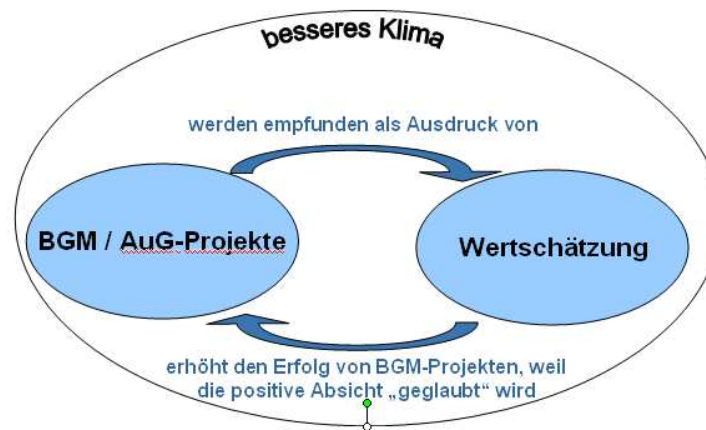 besseres Klima
werden empfunden als Ausdruck von
BGM / AuG-Projekte
Wertschätzung
erhöht den Erfolg von BGM-Projekten, weil
die positive Absicht „geglaubt“ wird